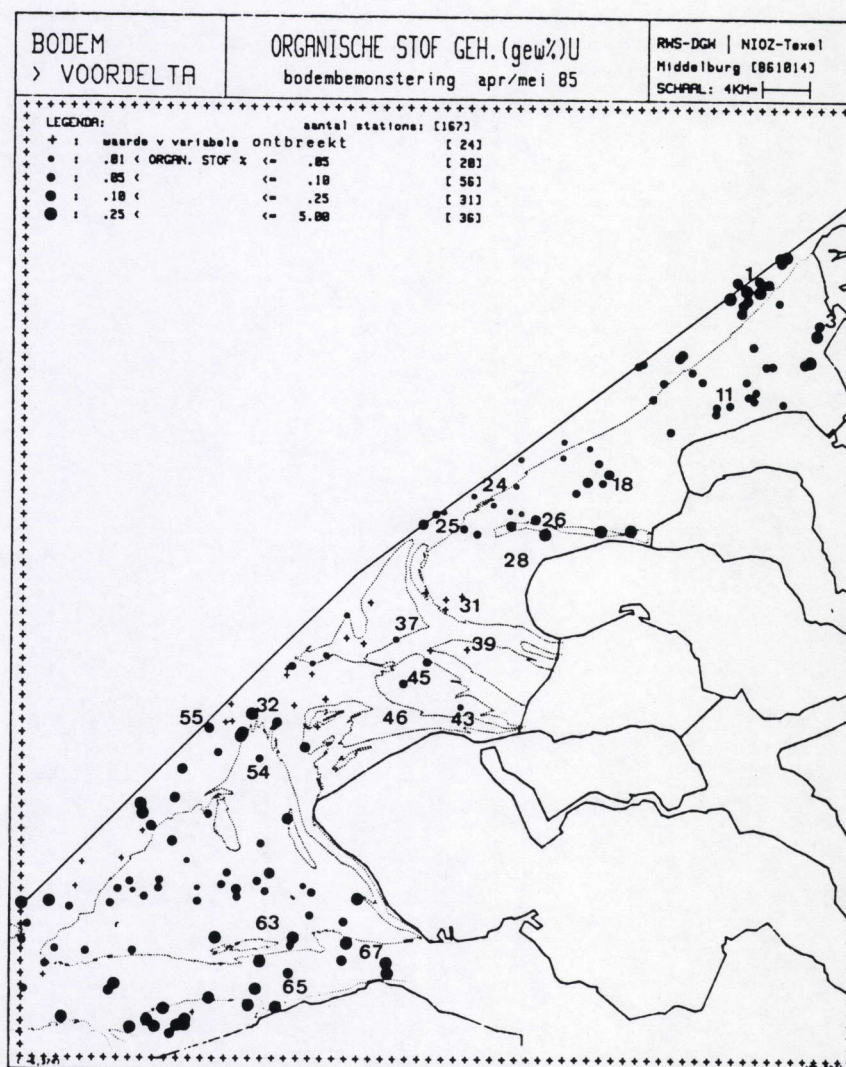 BODEM
> VOORDELTA
ORGANISCHE STOF GEH.(gew%)U
bodembemonstering apr/mei 85
RWS-DGW | NIOZ-Texel
Middelburg [861014]
SCHAAL: 4KM=
LEGENDA: aantal stations: [167]
+ : waarde v variabele ontbreekt [ 24]
• : .01 < ORGAN. STOF % <= .05 [ 20]
• : .05 < <= .10 [ 56]
• : .10 < <= .25 [ 31]
• : .25 < <= 5.00 [ 36]
1
3
11
18
24
25
26
28
31
37
39
45
46
43
32
55
54
63
67
65